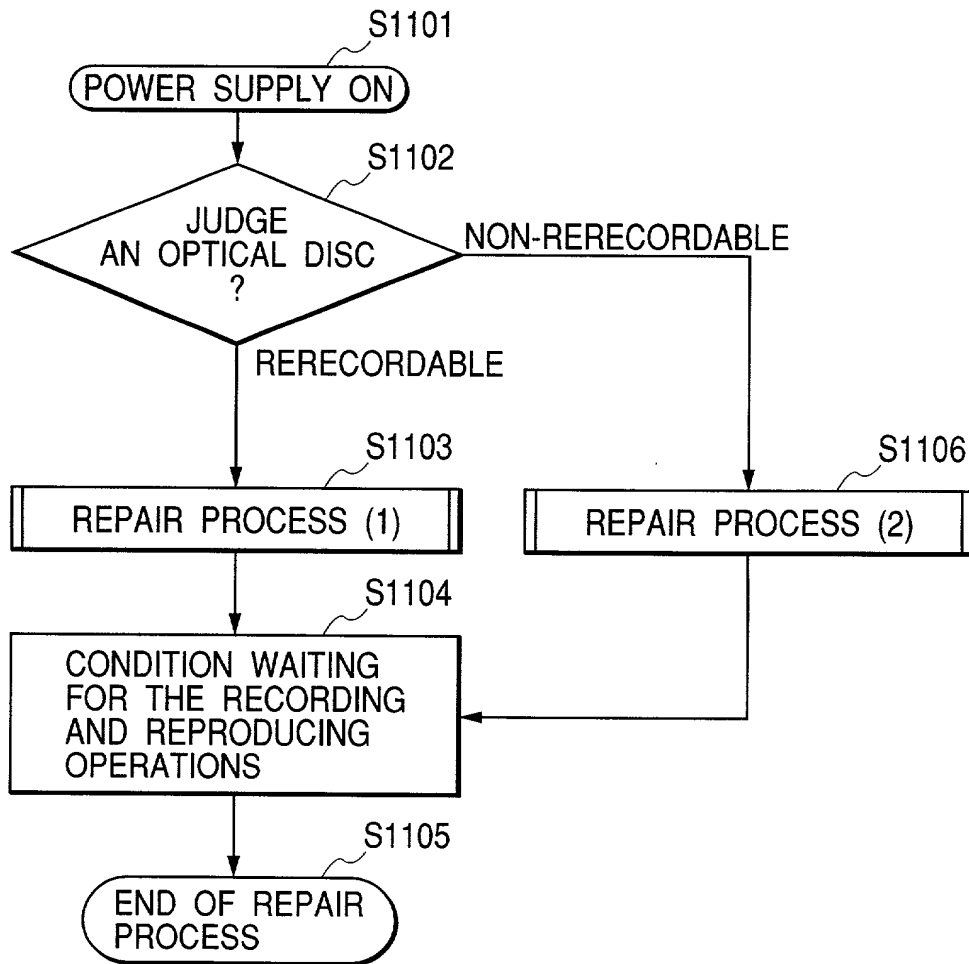 S1101
POWER SUPPLY ON
S1102
JUDGE
AN OPTICAL DISC
?
NON-RERECORDABLE
RERECORDABLE
S1103
REPAIR PROCESS (1)
S1106
REPAIR PROCESS (2)
S1104
CONDITION WAITING
FOR THE RECORDING
AND REPRODUCING
OPERATIONS
S1105
END OF REPAIR
PROCESS